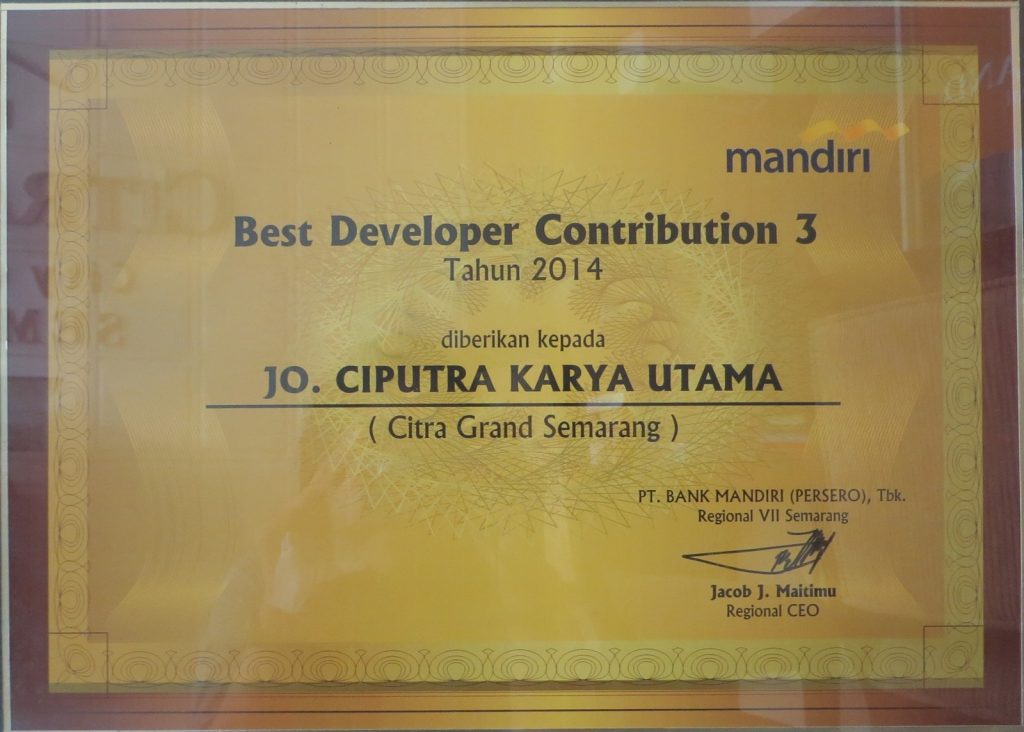 mandiri
Best Developer Contribution 3
Tahun 2014
diberikan kepada
JO. CIPUTRA KARYA UTAMA
( Citra Grand Semarang )
PT. BANK MANDIRI (PERSERO), Tbk.
Regional VII Semarang
Jacob J. Maitimu
Regional CEO